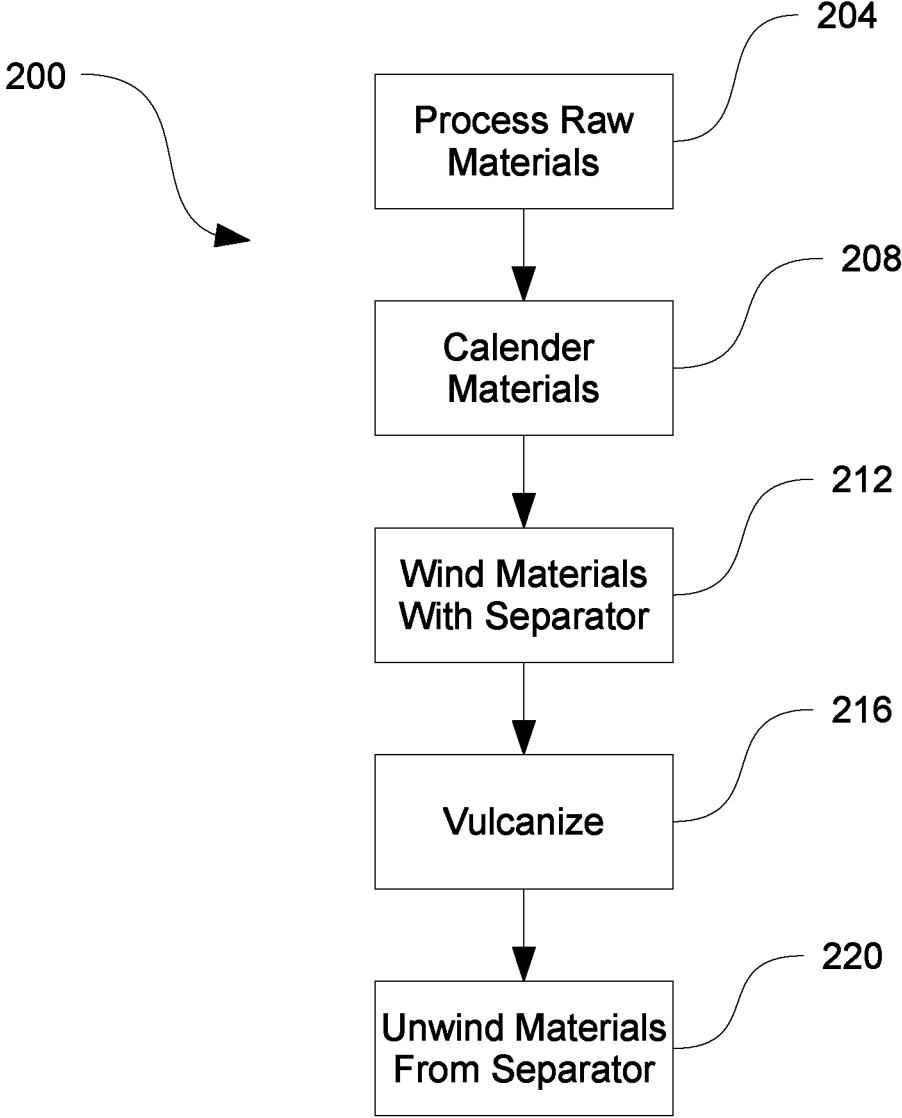 204
200
Process Raw
Materials
208
Calender
Materials
212
Wind Materials
With Separator
216
Vulcanize
220
Unwind Materials
From Separator